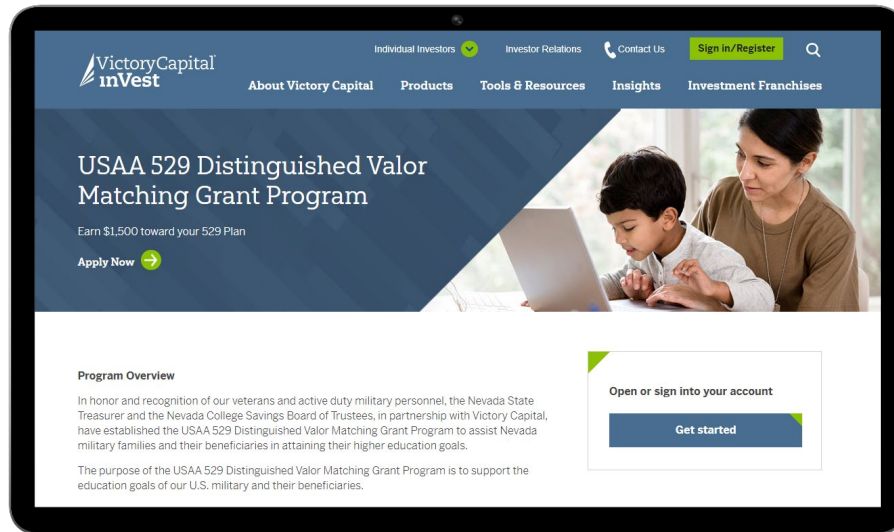 Individual Investors
Investor Relations
Contact Us
Sign in/Register
VictoryCapital
inVest
About Victory Capital
Products
Tools & Resources
Insights
Investment Franchises
USAA 529 Distinguished Valor
Matching Grant Program
Earn $1,500 toward your 529 Plan
Apply Now
Program Overview
In honor and recognition of our veterans and active duty military personnel, the Nevada State
Treasurer and the Nevada College Savings Board of Trustees, in partnership with Victory Capital,
have established the USAA 529 Distinguished Valor Matching Grant Program to assist Nevada
military families and their beneficiaries in attaining their higher education goals.
The purpose of the USAA 529 Distinguished Valor Matching Grant Program is to support the
education goals of our U.S. military and their beneficiaries.
Open or sign into your account
Get started